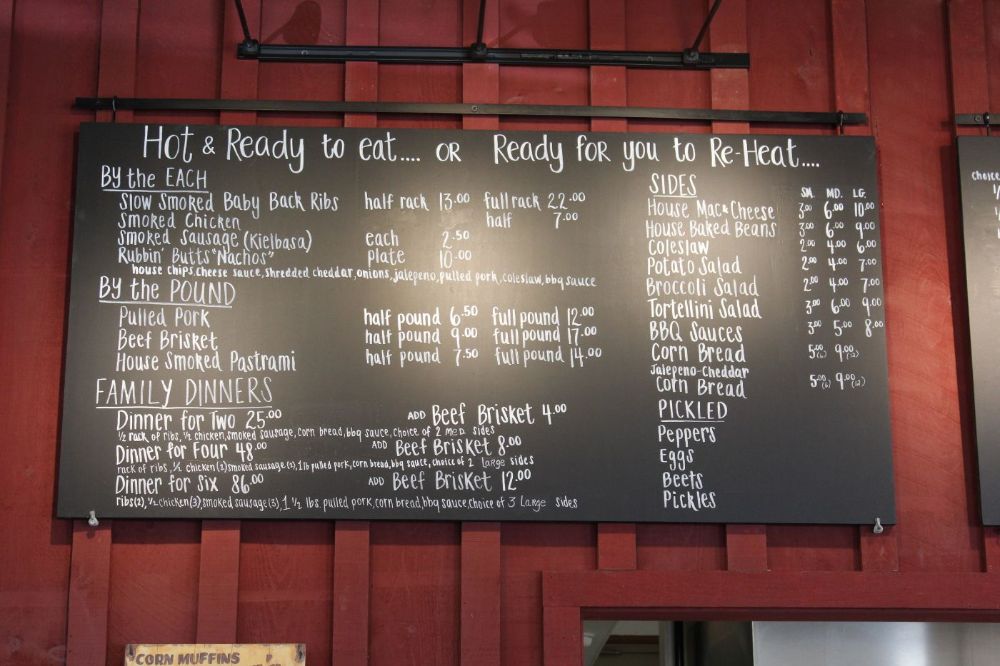 Hot & Ready to eat.... or Ready for you to Re-Heat....
By the EACH
Slow Smoked Baby Back Ribs half rack 13.00 full rack 22.00
Smoked Chicken half 7.00
Smoked Sausage (Kielbasa) each 2.50
Rubbin' Butts "Nachos" plate 10.00
house chips, cheese sauce, shredded cheddar, onions, jalepeno, pulled pork, coleslaw, bbq sauce
By the POUND
Pulled Pork half pound 6.50 full pound 12.00
Beef Brisket half pound 9.00 full pound 17.00
House Smoked Pastrami half pound 7.50 full pound 14.00
FAMILY DINNERS
Dinner for Two 25.00 ADD Beef Brisket 4.00
1/2 rack of ribs, 1/2 chicken, smoked sausage, corn bread, bbq sauce, choice of 2 med sides
Dinner for Four 48.00 ADD Beef Brisket 8.00
rack of ribs, 1/2 chicken (2) smoked sausage (2), 1 lb pulled pork, corn bread, bbq sauce, choice of 2 large sides
Dinner for Six 86.00 ADD Beef Brisket 12.00
ribs(2), 1/2 chicken (3), smoked sausage (3), 1 1/2 lbs pulled pork, corn bread, bbq sauce, choice of 3 large sides
SIDES SM. MD. LG.
House Mac & Cheese 3.00 6.00 10.00
House Baked Beans 3.00 6.00 9.00
Coleslaw 2.00 4.00 6.00
Potato Salad 2.00 4.00 7.00
Broccoli Salad 2.00 4.00 7.00
Tortellini Salad 3.00 6.00 9.00
BBQ Sauces 3.00 5.00 8.00
Corn Bread 5.00 9.00
Jalepeno-Cheddar
Corn Bread 5.00 9.00
PICKLED
Peppers
Eggs
Beets
Pickles
choice
CORN MUFFINS